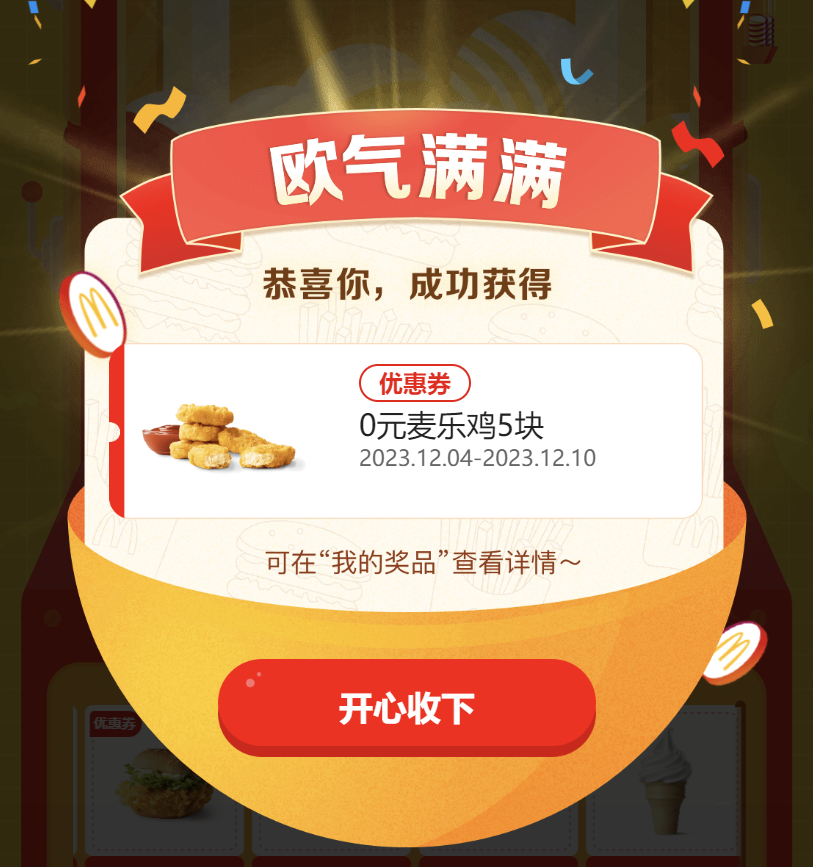 欧气满满
恭喜你，成功获得
优惠券
0元麦乐鸡5块
2023.12.04-2023.12.10
可在“我的奖品”查看详情～
开心收下
优惠券